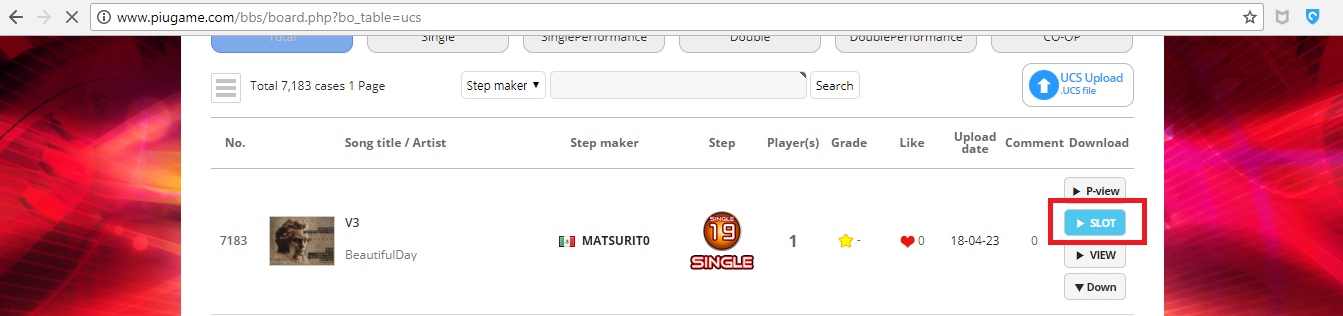 www.piugame.com/bbs/board.php?bo_table=ucs
Total Single SinglePerformance Double DoublePerformance CO-OP
Total 7,183 cases 1 Page Step maker Search UCS Upload
.UCS file
No. Song title / Artist Step maker Step Player(s) Grade Like Upload date Comment Download
P-view
7183 V3 MATSURIT0 SINGLE 19 SINGLE 1 - 0 18-04-23 0 SLOT
BeautifulDay VIEW
Down